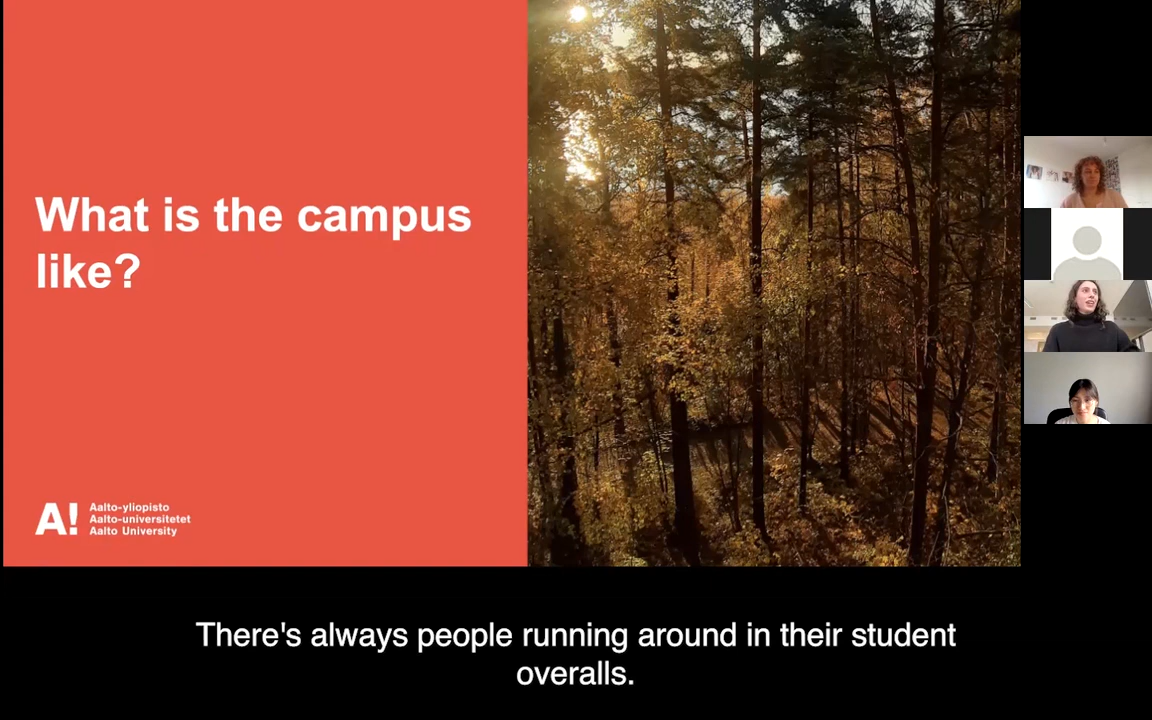 What is the campus
like?
A!
Aalto-yliopisto
Aalto-universitetet
Aalto University
There's always people running around in their student
overalls.